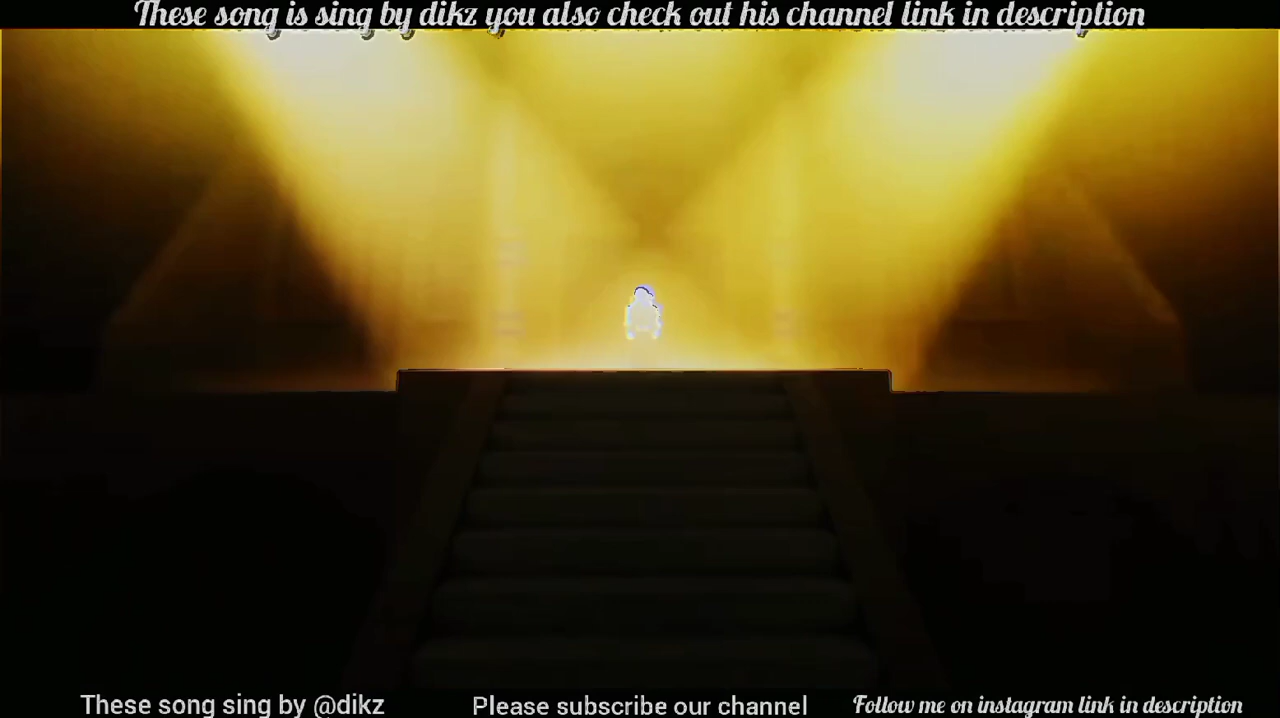 These song is sing by dikz you also check out his channel link in description
These song sing by @dikz
Please subscribe our channel
Follow me on instagram link in description